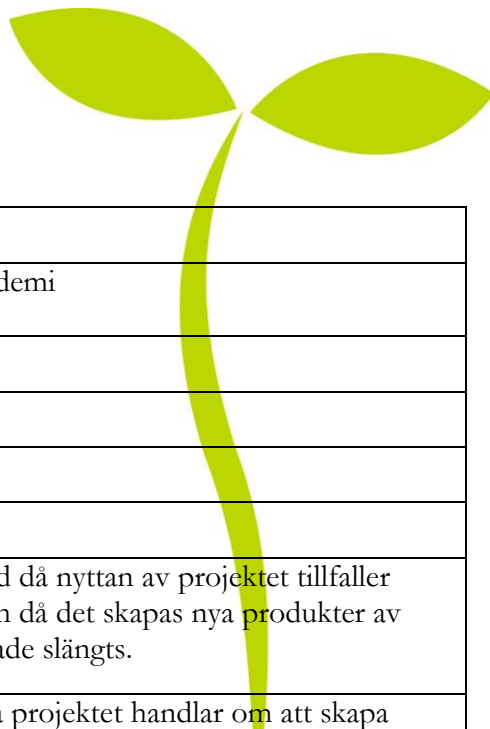 demi
d då nyttan av projektet tillfaller
n då det skapas nya produkter av
ade slängts.
a projektet handlar om att skapa